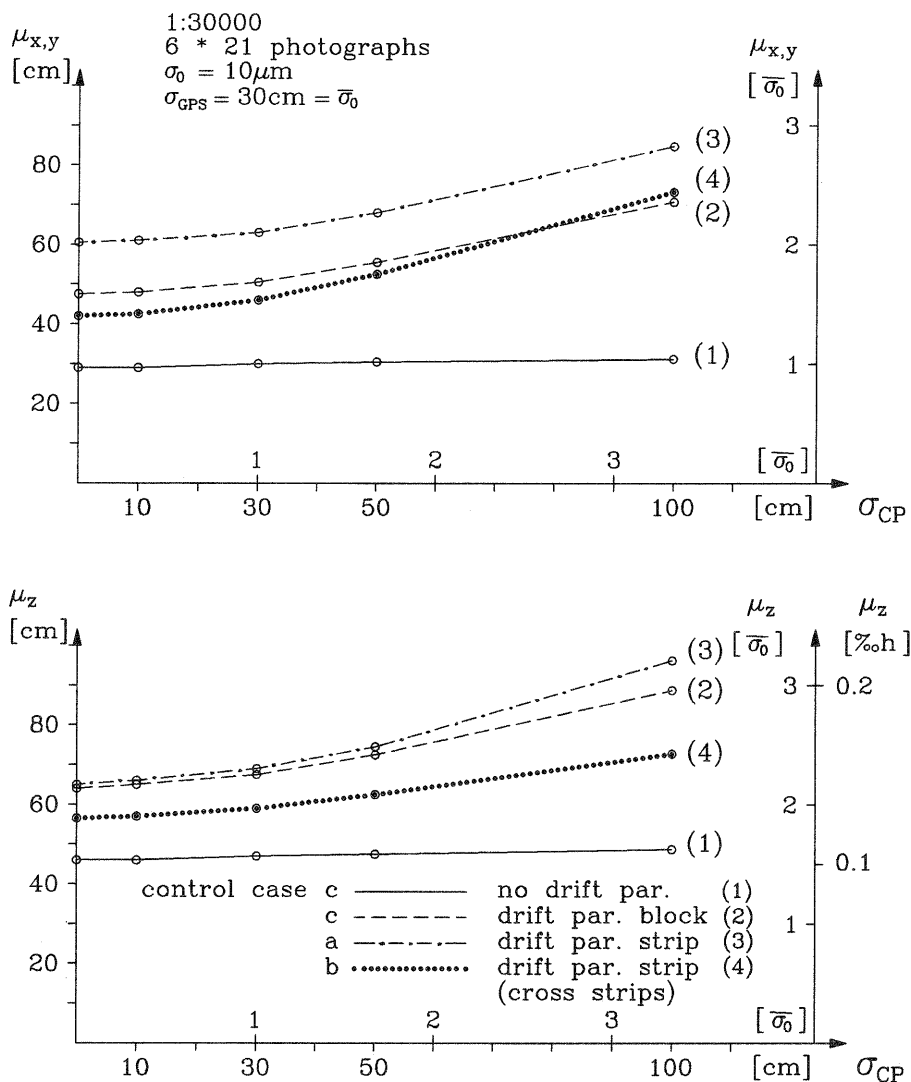 1:30000
6 * 21 photographs
σ₀ = 10μm
σ_GPS = 30cm = σ̅₀
μx,y
[cm]
μx,y
[σ̅₀]
80
60
40
20
3
2
1
(3)
(4)
(2)
(1)
1 2 3 [σ̅₀]
10 30 50 100 [cm] σ_CP
μz
[cm]
μz
[σ̅₀]
μz
[‰h]
80
60
40
20
3
2
1
0.2
0.1
(3)
(2)
(4)
(1)
control case c no drift par. (1)
c drift par. block (2)
a drift par. strip (3)
b drift par. strip (4)
(cross strips)
1 2 3 [σ̅₀]
10 30 50 100 [cm] σ_CP